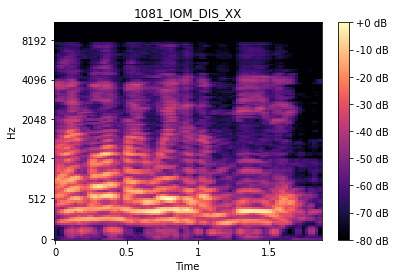 1081_IOM_DIS_XX
+0 dB
8192
-10 dB
4096
-20 dB
-30 dB
2048
Hz
-40 dB
1024
-50 dB
512
-60 dB
-70 dB
0
-80 dB
0 0.5 1 1.5
Time